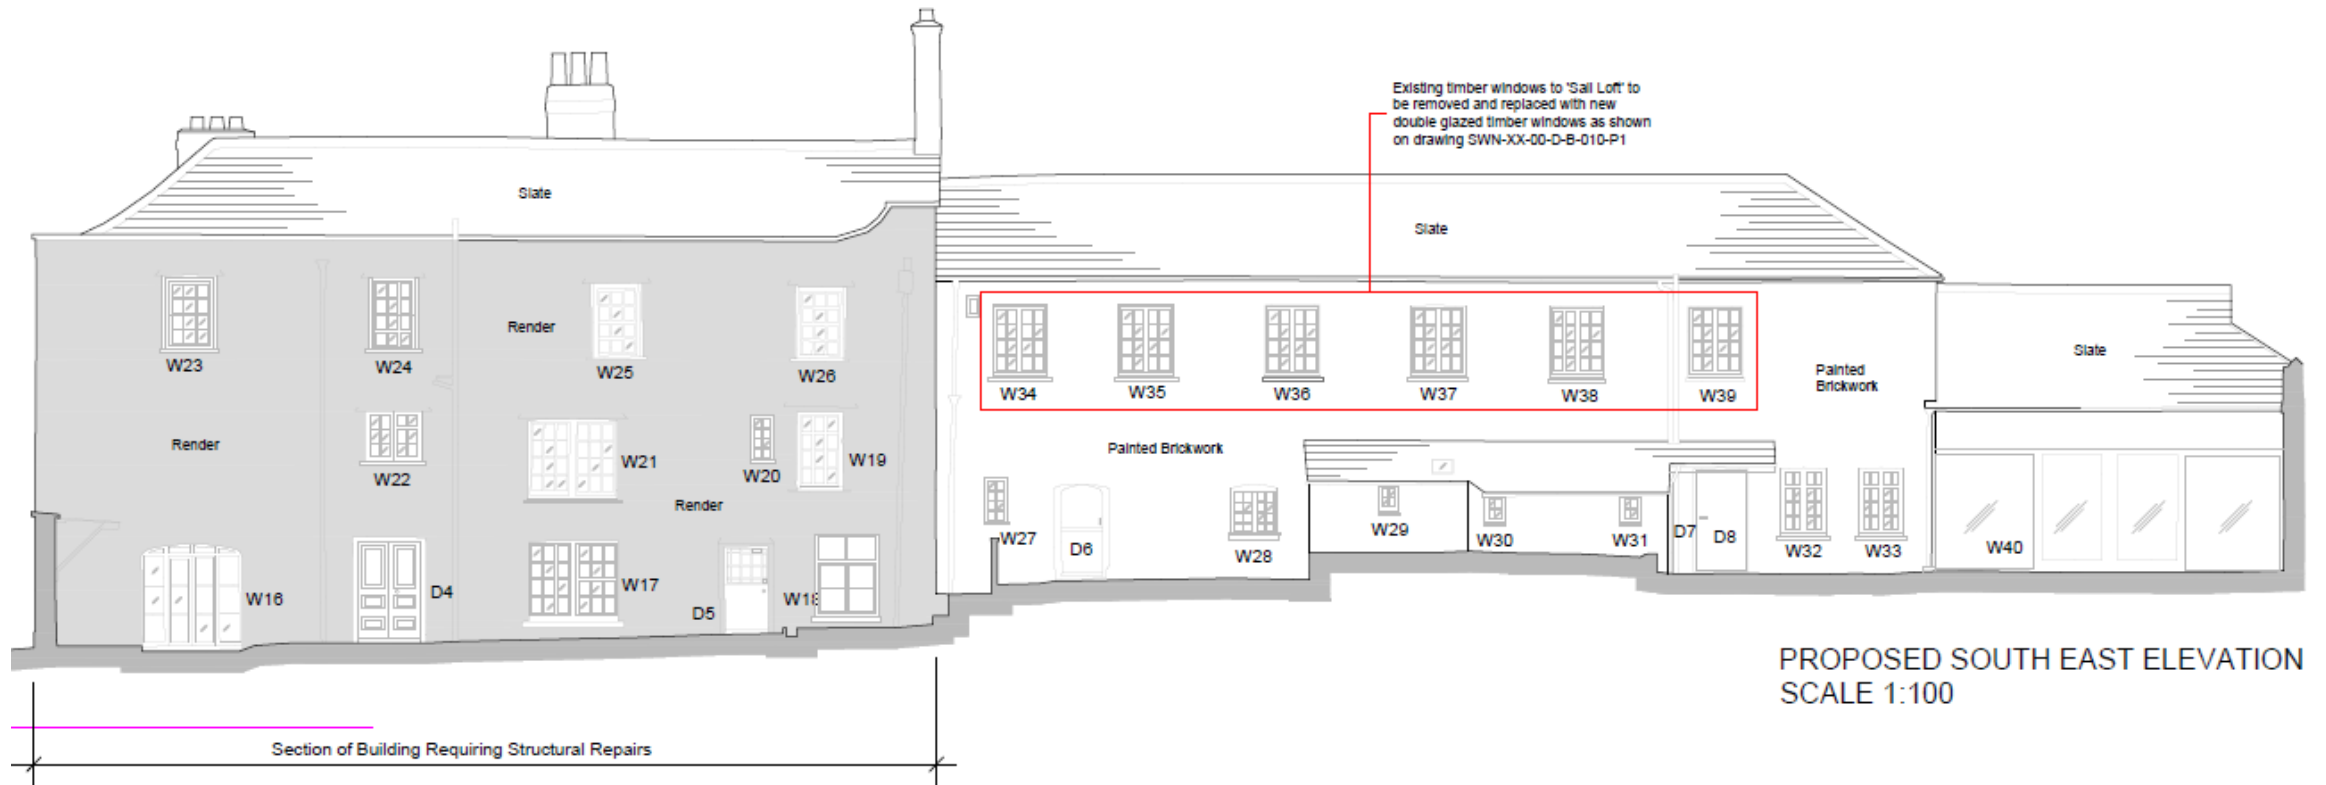 Existing timber windows to 'Sail Loft' to
be removed and replaced with new
double glazed timber windows as shown
on drawing SWN-XX-00-D-B-010-P1
Slate
Slate
Render
Slate
W23
W24
W25
W26
W34
W35
W36
W37
W38
W39
Painted
Brickwork
Render
W22
W21
W20
W19
Render
Painted Brickwork
W27
D6
W28
W29
W30
W31
D7
D8
W32
W33
W40
W16
D4
W17
D5
W18
PROPOSED SOUTH EAST ELEVATION
SCALE 1:100
Section of Building Requiring Structural Repairs